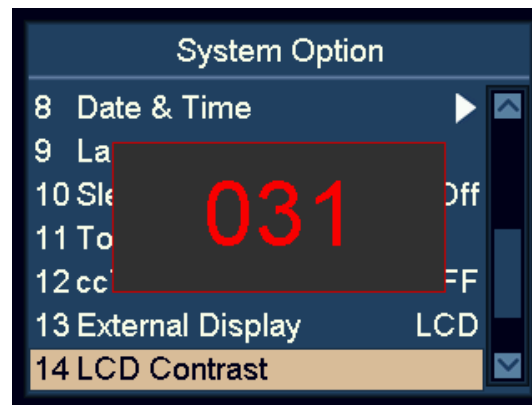 System Option
8 Date & Time
9 La
10 Sle Off
031
11 To
12 cc FF
13 External Display LCD
14 LCD Contrast